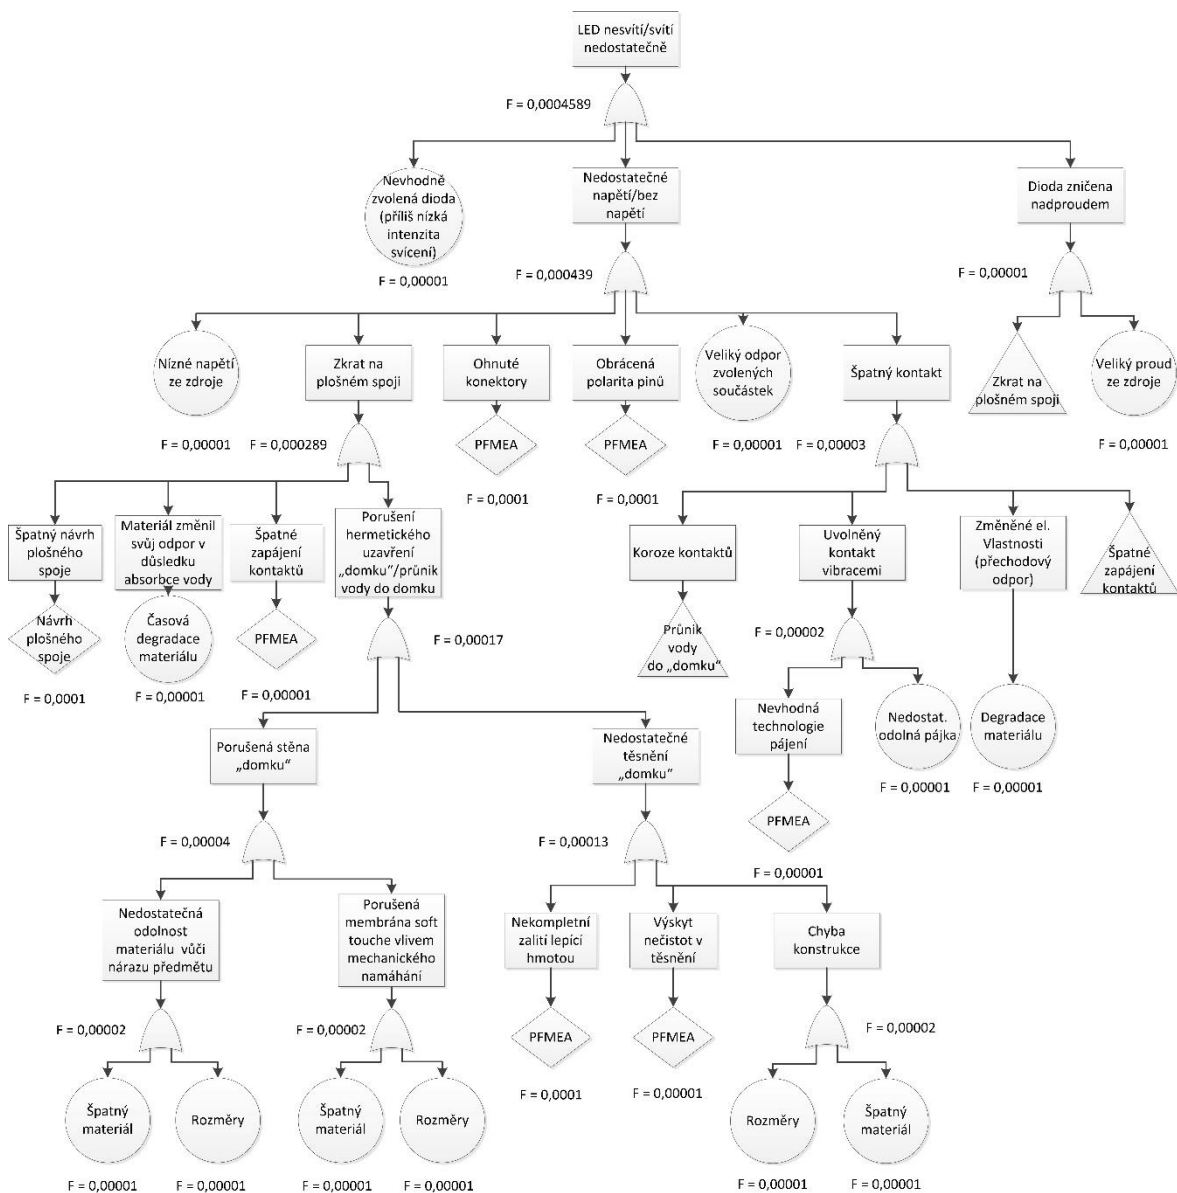 LED nesvítí/svítí
nedostatečně
F = 0,0004589
Nevhodně
zvolená dioda
(příliš nízká
intenzita
svícení)
F = 0,00001
Nedostatečné
napětí/bez
napětí
F = 0,000439
Dioda zničena
nadproudem
F = 0,00001
Nízné napětí
ze zdroje
F = 0,00001
Zkrat na
plošném spoji
F = 0,000289
Ohnuté
konektory
PFMEA
F = 0,0001
Obrácená
polarita pinů
PFMEA
F = 0,0001
Veliký odpor
zvolených
součástek
F = 0,00001
Špatný kontakt
F = 0,00003
Zkrat na
plošném spoji
Veliký proud
ze zdroje
F = 0,00001
Špatný návrh
plošného
spoje
Návrh
plošného
spoje
F = 0,0001
Materiál změnil
svůj odpor v
důsledku
absorbce vody
Časová
degradace
materiálu
F = 0,00001
Špatné
zapájení
kontaktů
PFMEA
F = 0,00001
Porušení
hermetického
uzavření
„domku“/průnik
vody do domku
F = 0,00017
Koroze kontaktů
Průnik
vody
do „domku“
Uvolněný
kontakt
vibracemi
F = 0,00002
Změněné el.
Vlastnosti
(přechodový
odpor)
Špatné
zapájení
kontaktů
Nevhodná
technologie
pájení
PFMEA
F = 0,00001
Nedostat.
odolná pájka
F = 0,00001
Degradace
materiálu
F = 0,00001
Porušená stěna
„domku“
F = 0,00004
Nedostatečné
těsnění
„domku“
F = 0,00013
Nedostatečná
odolnost
materiálu vůči
nárazu předmětu
F = 0,00002
Porušená
membrána soft
touche vlivem
mechanického
namáhání
F = 0,00002
Nekompletní
zalití lepící
hmotou
PFMEA
F = 0,0001
Výskyt
nečistot v
těsnění
PFMEA
F = 0,00001
Chyba
konstrukce
F = 0,00002
Špatný
materiál
F = 0,00001
Rozměry
F = 0,00001
Špatný
materiál
F = 0,00001
Rozměry
F = 0,00001
Rozměry
F = 0,00001
Špatný
materiál
F = 0,00001